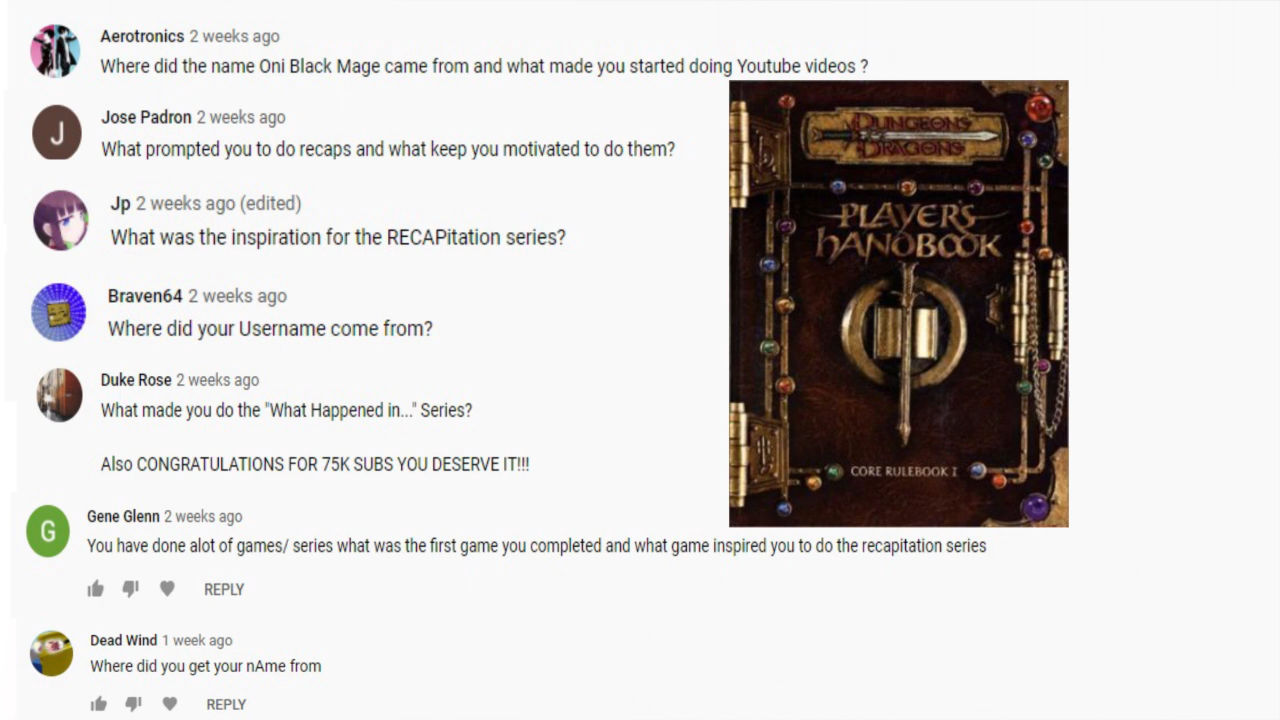 Aerotronics 2 weeks ago
Where did the name Oni Black Mage came from and what made you started doing Youtube videos ?
Jose Padron 2 weeks ago
What prompted you to do recaps and what keep you motivated to do them?
Jp 2 weeks ago (edited)
What was the inspiration for the RECAPitation series?
Braven64 2 weeks ago
Where did your Username come from?
Duke Rose 2 weeks ago
What made you do the "What Happened in..." Series?
Also CONGRATULATIONS FOR 75K SUBS YOU DESERVE IT!!!
Gene Glenn 2 weeks ago
You have done alot of games/ series what was the first game you completed and what game inspired you to do the recapitation series
REPLY
Dead Wind 1 week ago
Where did you get your nAme from
REPLY
J
G
DUNGEONS
DRAGONS
PLAYER'S
HANDBOOK
CORE RULEBOOK I